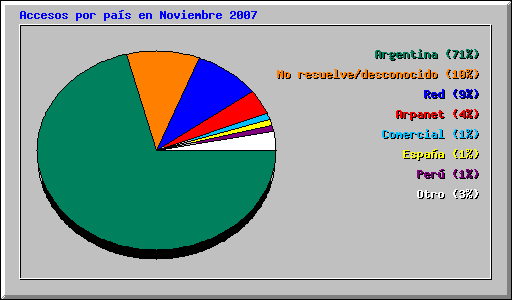 Accesos por país en Noviembre 2007
Argentina (71%)
No resuelve/desconocido (10%)
Red (9%)
Arpanet (4%)
Comercial (1%)
España (1%)
Perú (1%)
Otro (3%)